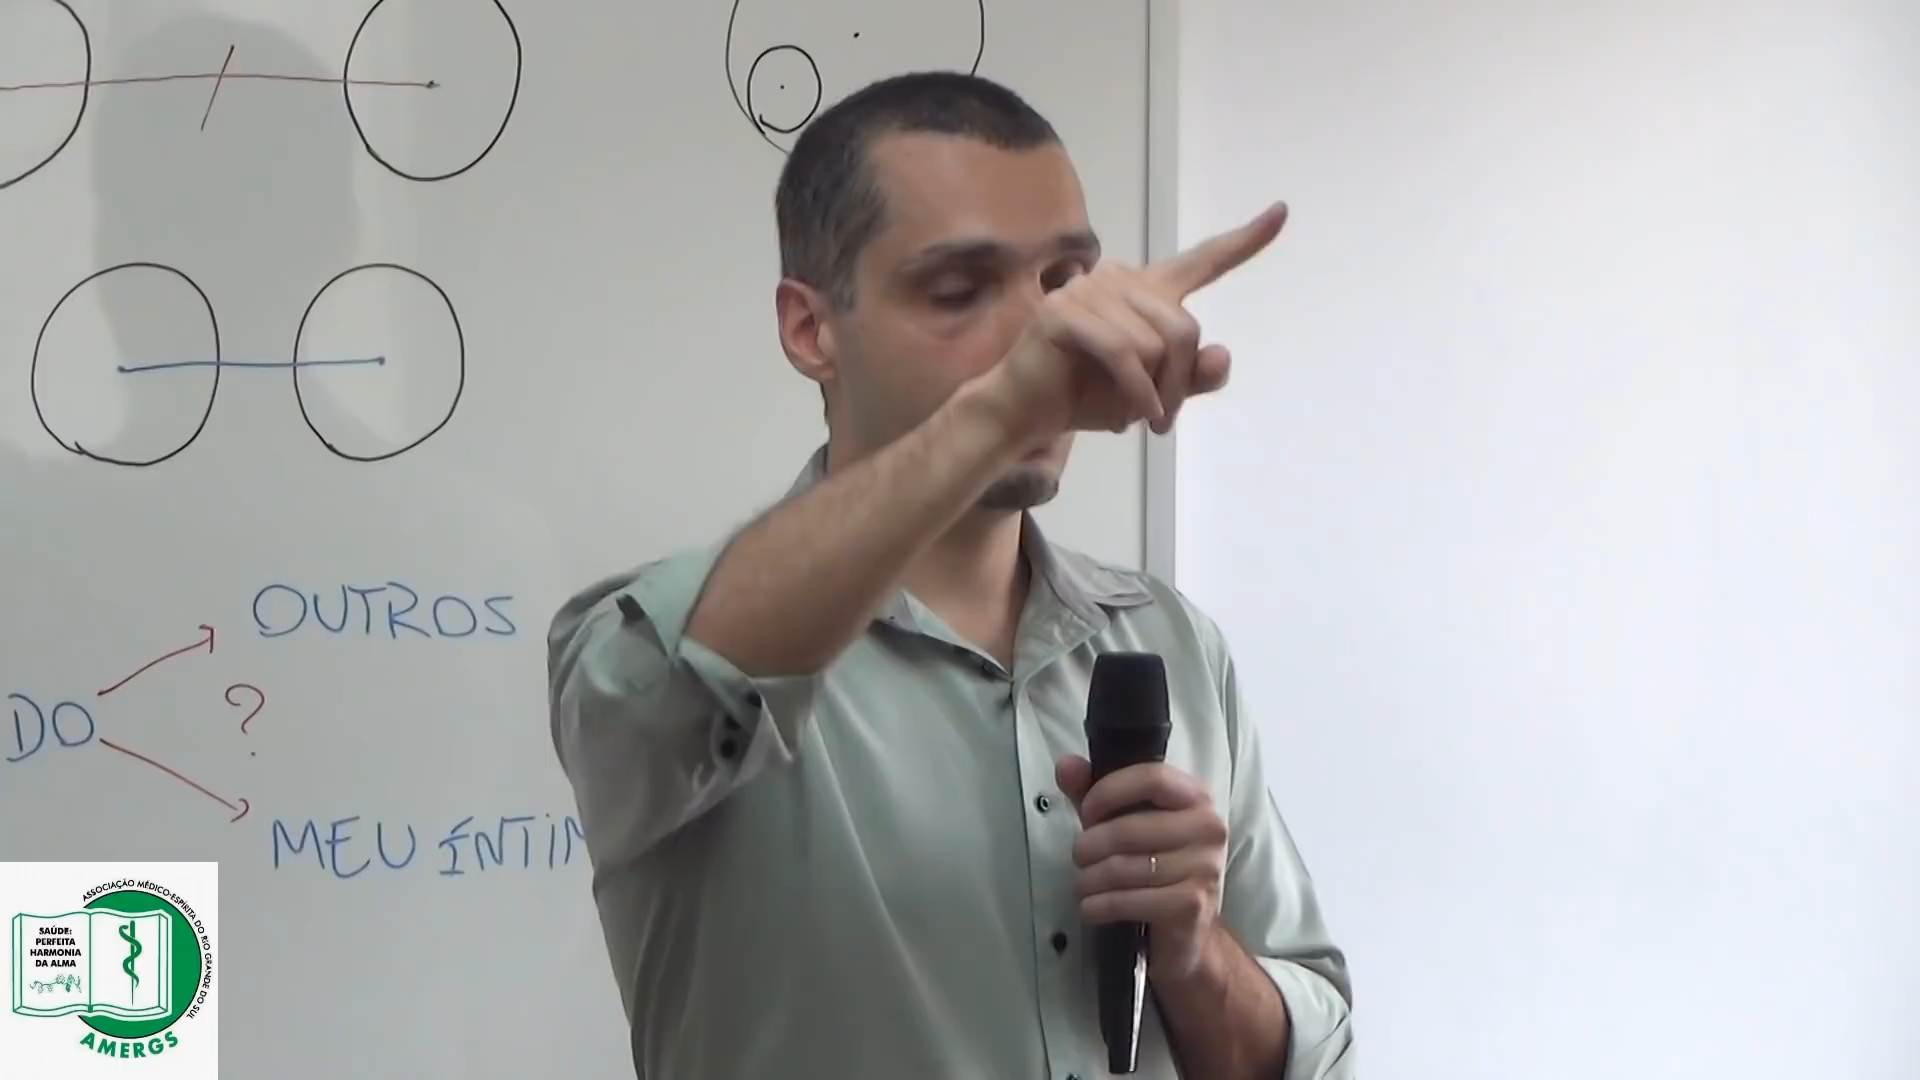 OUTROS
?
DO
MEU ÍNTIM
ASSOCIAÇÃO MÉDICO-ESPÍRITA DO RIO GRANDE DO SUL
SAÚDE:
PERFEITA
HARMONIA
DA ALMA
AMERGS